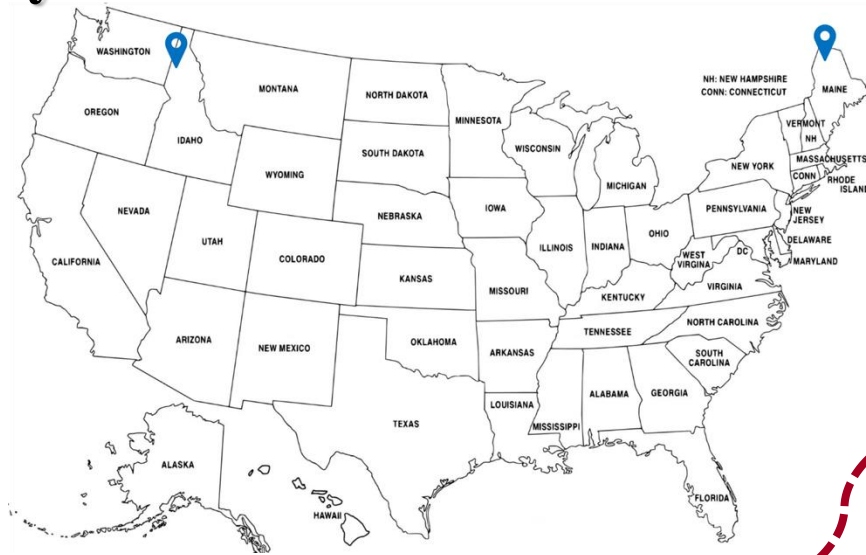 WASHINGTON
MONTANA
NORTH DAKOTA
MINNESOTA
NH: NEW HAMPSHIRE
CONN: CONNECTICUT
MAINE
OREGON
IDAHO
SOUTH DAKOTA
WISCONSIN
VERMONT
NH
WYOMING
MICHIGAN
NEW YORK
MASSACHUSETTS
CONN
RHODE
ISLAND
NEVADA
NEBRASKA
IOWA
PENNSYLVANIA
NEW
JERSEY
CALIFORNIA
UTAH
COLORADO
ILLINOIS
INDIANA
OHIO
DELAWARE
WEST
VIRGINIA
DC
MARYLAND
KANSAS
MISSOURI
KENTUCKY
VIRGINIA
ARIZONA
NEW MEXICO
OKLAHOMA
ARKANSAS
TENNESSEE
NORTH CAROLINA
SOUTH
CAROLINA
TEXAS
LOUISIANA
MISSISSIPPI
ALABAMA
GEORGIA
ALASKA
HAWAII
FLORIDA